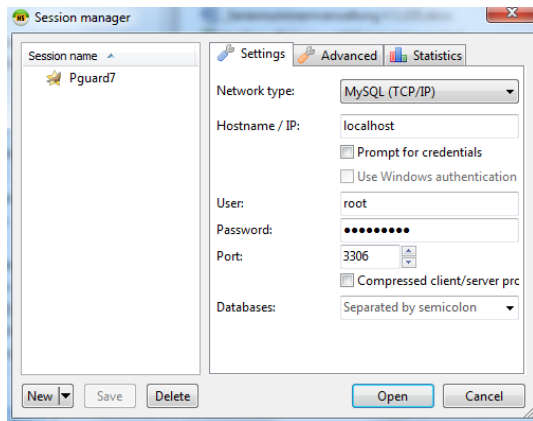 Session manager
Session name
Pguard7
Settings
Advanced
Statistics
Network type:
MySQL (TCP/IP)
Hostname / IP:
localhost
Prompt for credentials
Use Windows authentication
User:
root
Password:
●●●●●●●●●
Port:
3306
Compressed client/server pro
Databases:
Separated by semicolon
New
Save
Delete
Open
Cancel